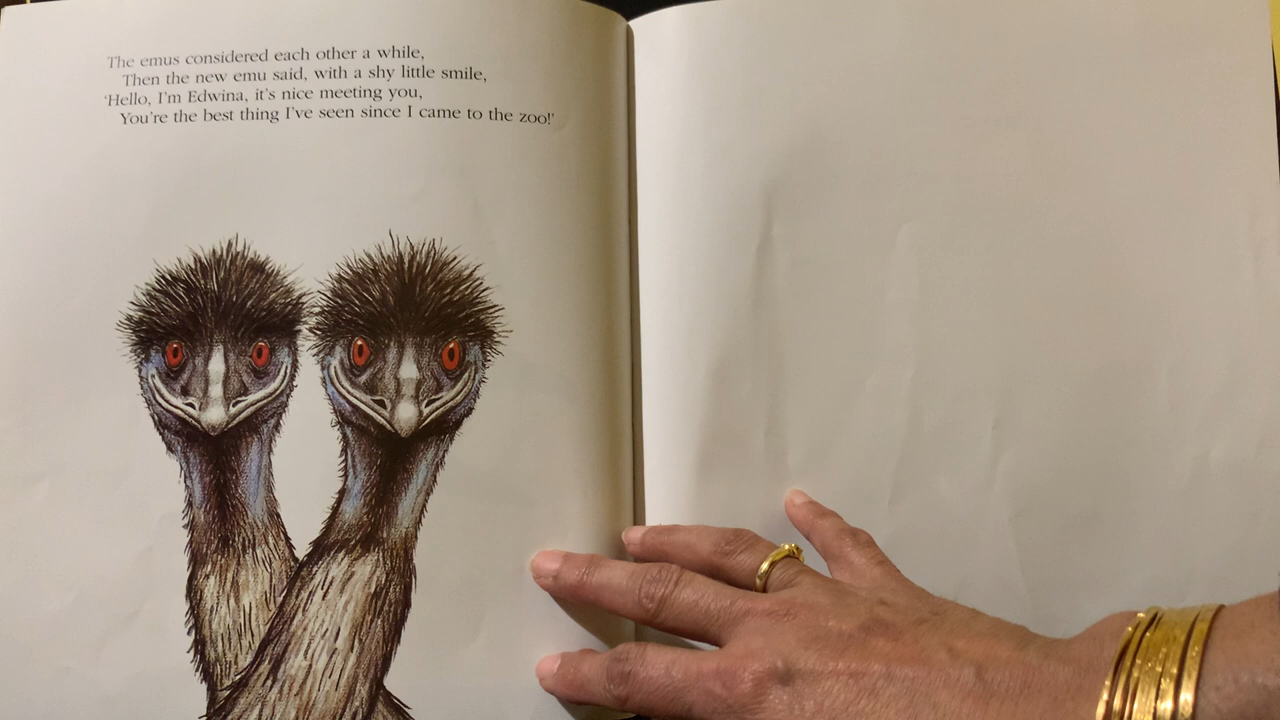 The emus considered each other a while,
Then the new emu said, with a shy little smile,
'Hello, I'm Edwina, it's nice meeting you,
You're the best thing I've seen since I came to the zoo!'